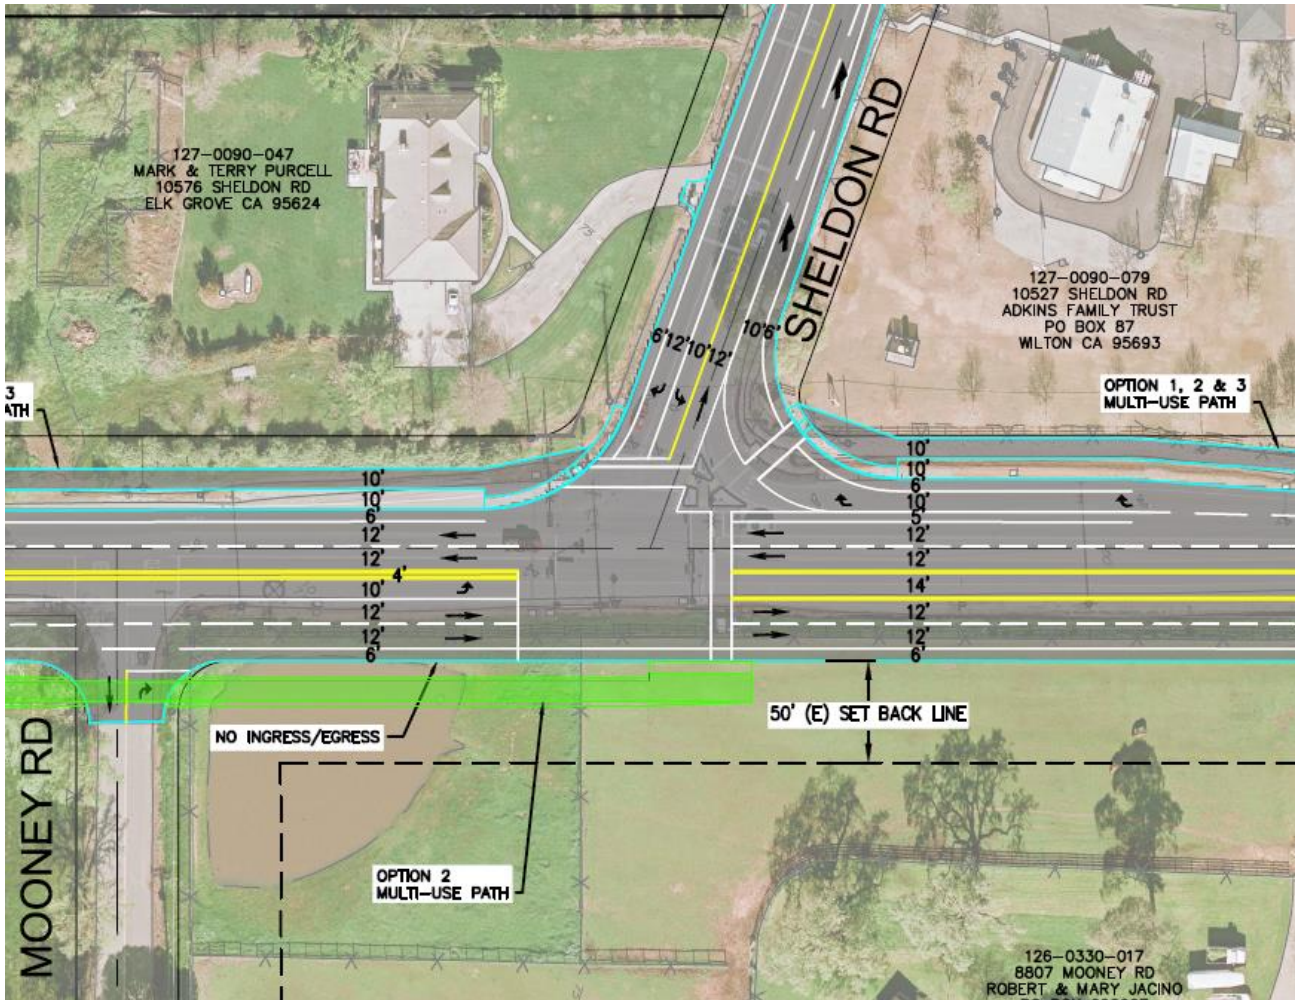 127-0090-047
MARK & TERRY PURCELL
10576 SHELDON RD
ELK GROVE CA 95624
SHELDON RD
127-0090-079
10527 SHELDON RD
ADKINS FAMILY TRUST
PO BOX 87
WILTON CA 95693
OPTION 1, 2 & 3
MULTI-USE PATH
3
ATH
6'12'10'12'
10'6'
10'
10'
6'
12'
12'
4'
10'
12'
12'
6'
10'
10'
6'
10'
5'
12'
12'
14'
12'
12'
6'
50' (E) SET BACK LINE
NO INGRESS/EGRESS
OPTION 2
MULTI-USE PATH
MOONEY RD
126-0330-017
8807 MOONEY RD
ROBERT & MARY JACINO